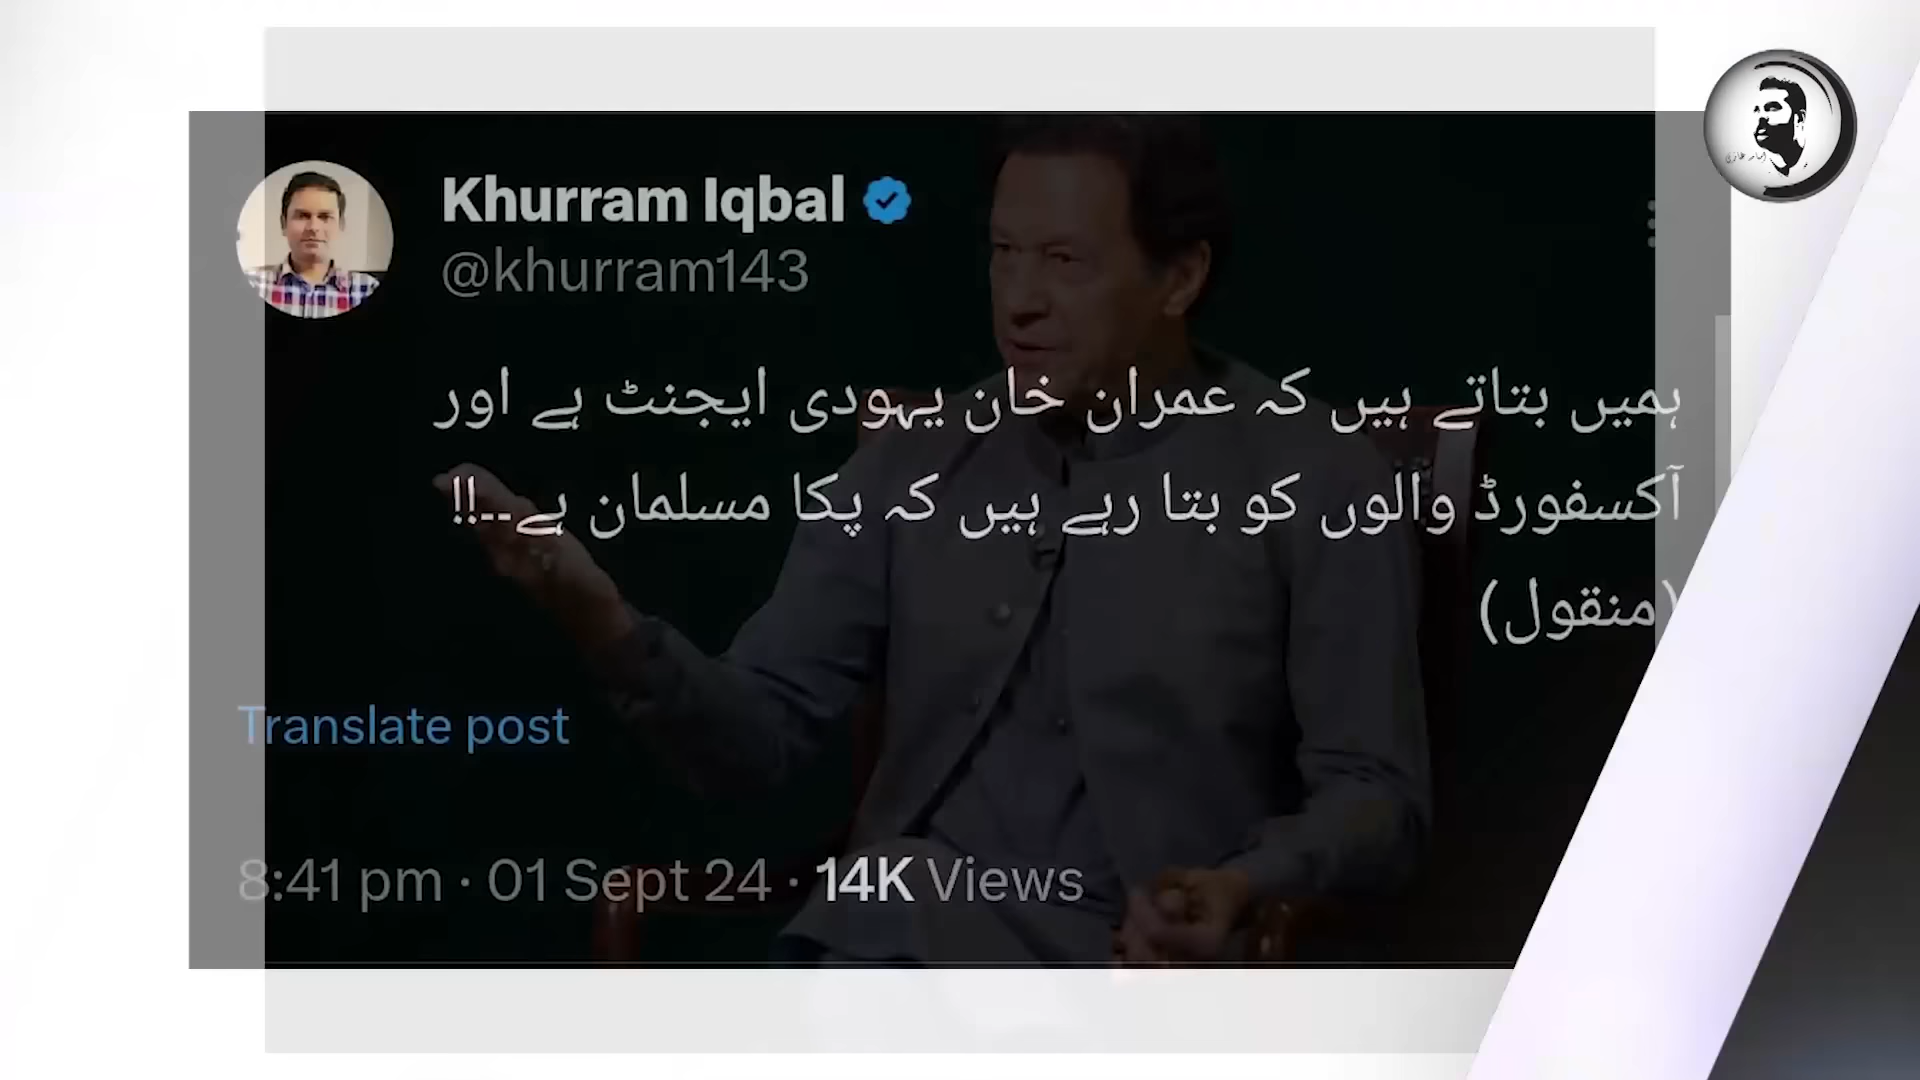 Khurram Iqbal
@khurram143
ہمیں بتاتے ہیں کہ عمران خان یہودی ایجنٹ ہے اور
آکسفورڈ والوں کو بتا رہے ہیں کہ پکا مسلمان ہے۔۔!!
(منقول)
Translate post
8:41 pm · 01 Sept 24 · 14K Views